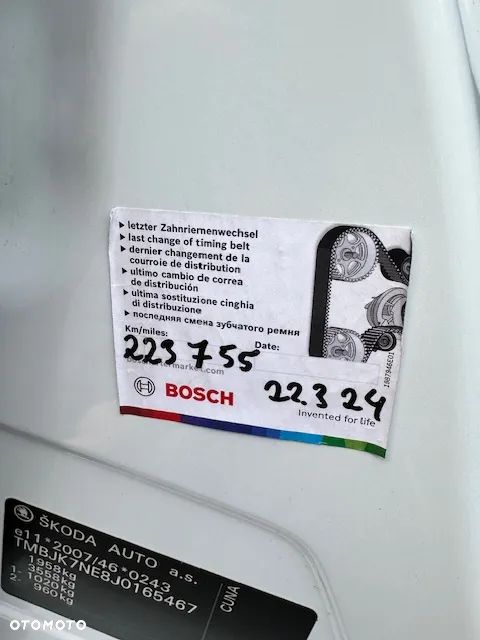 ▶ letzter Zahnriemenwechsel
▶ last change of timing belt
▶ dernier changement de la
courroie de distribution
▶ ultimo cambio de correa
de distribución
▶ ultima sostituzione cinghia
di distribuzione
▶ последняя смена зубчатого ремня
Km/miles:
Date:
223 755
22.3 24
BOSCH
Invented for life
1987946E01
ŠKODA AUTO a.s.
e11*2007/46*0243
TMBJK7NE8J0165467
1958kg
3558kg
1- 1020kg
2- 960kg
CUNA
OTOMOTO